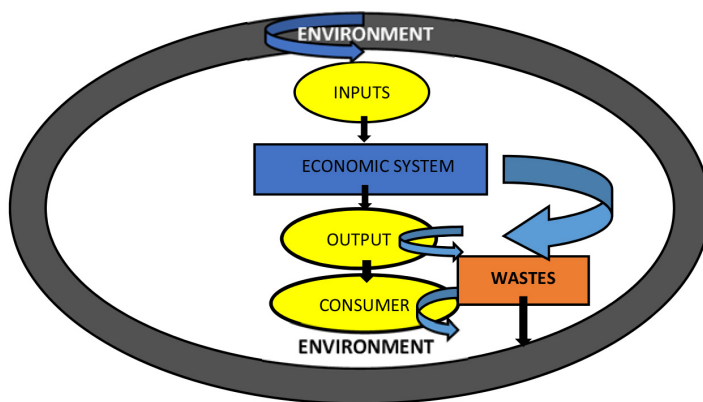 ENVIRONMENT
INPUTS
ECONOMIC SYSTEM
OUTPUT
WASTES
CONSUMER
ENVIRONMENT